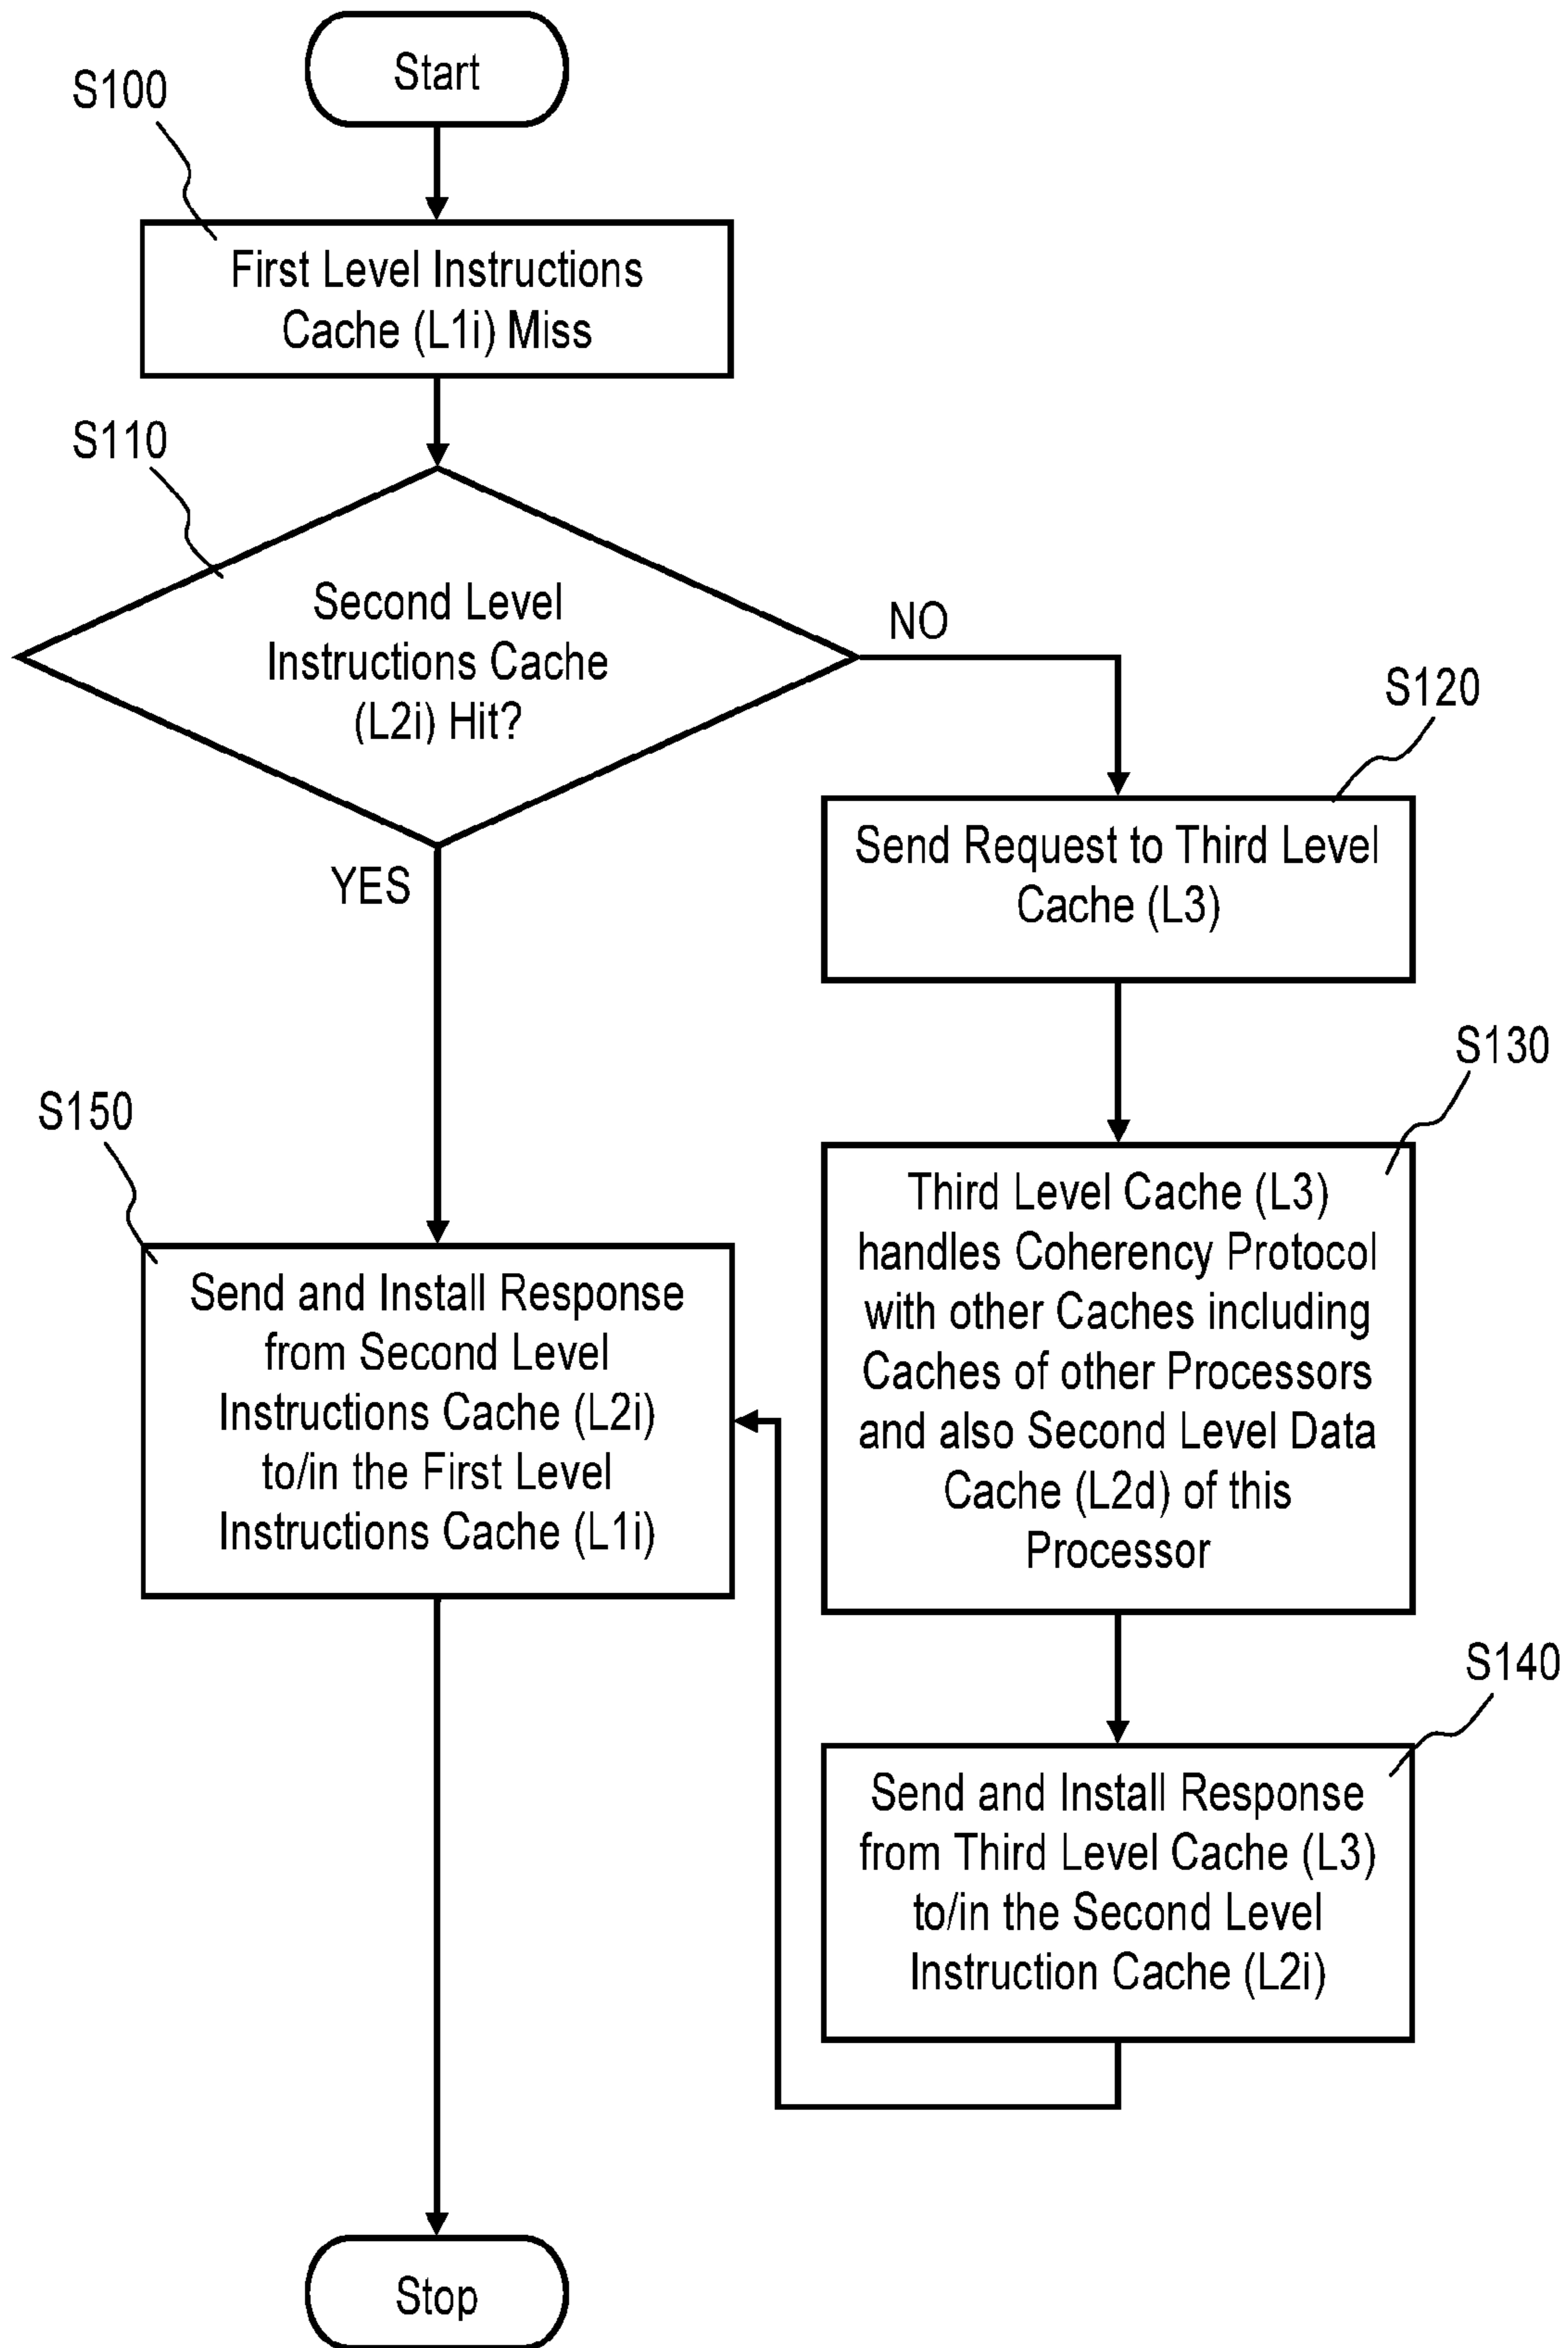 Start
S100
First Level Instructions
Cache (L1i) Miss
S110
Second Level
Instructions Cache
(L2i) Hit?
NO
YES
S120
Send Request to Third Level
Cache (L3)
S130
Third Level Cache (L3)
handles Coherency Protocol
with other Caches including
Caches of other Processors
and also Second Level Data
Cache (L2d) of this
Processor
S140
Send and Install Response
from Third Level Cache (L3)
to/in the Second Level
Instruction Cache (L2i)
S150
Send and Install Response
from Second Level
Instructions Cache (L2i)
to/in the First Level
Instructions Cache (L1i)
Stop